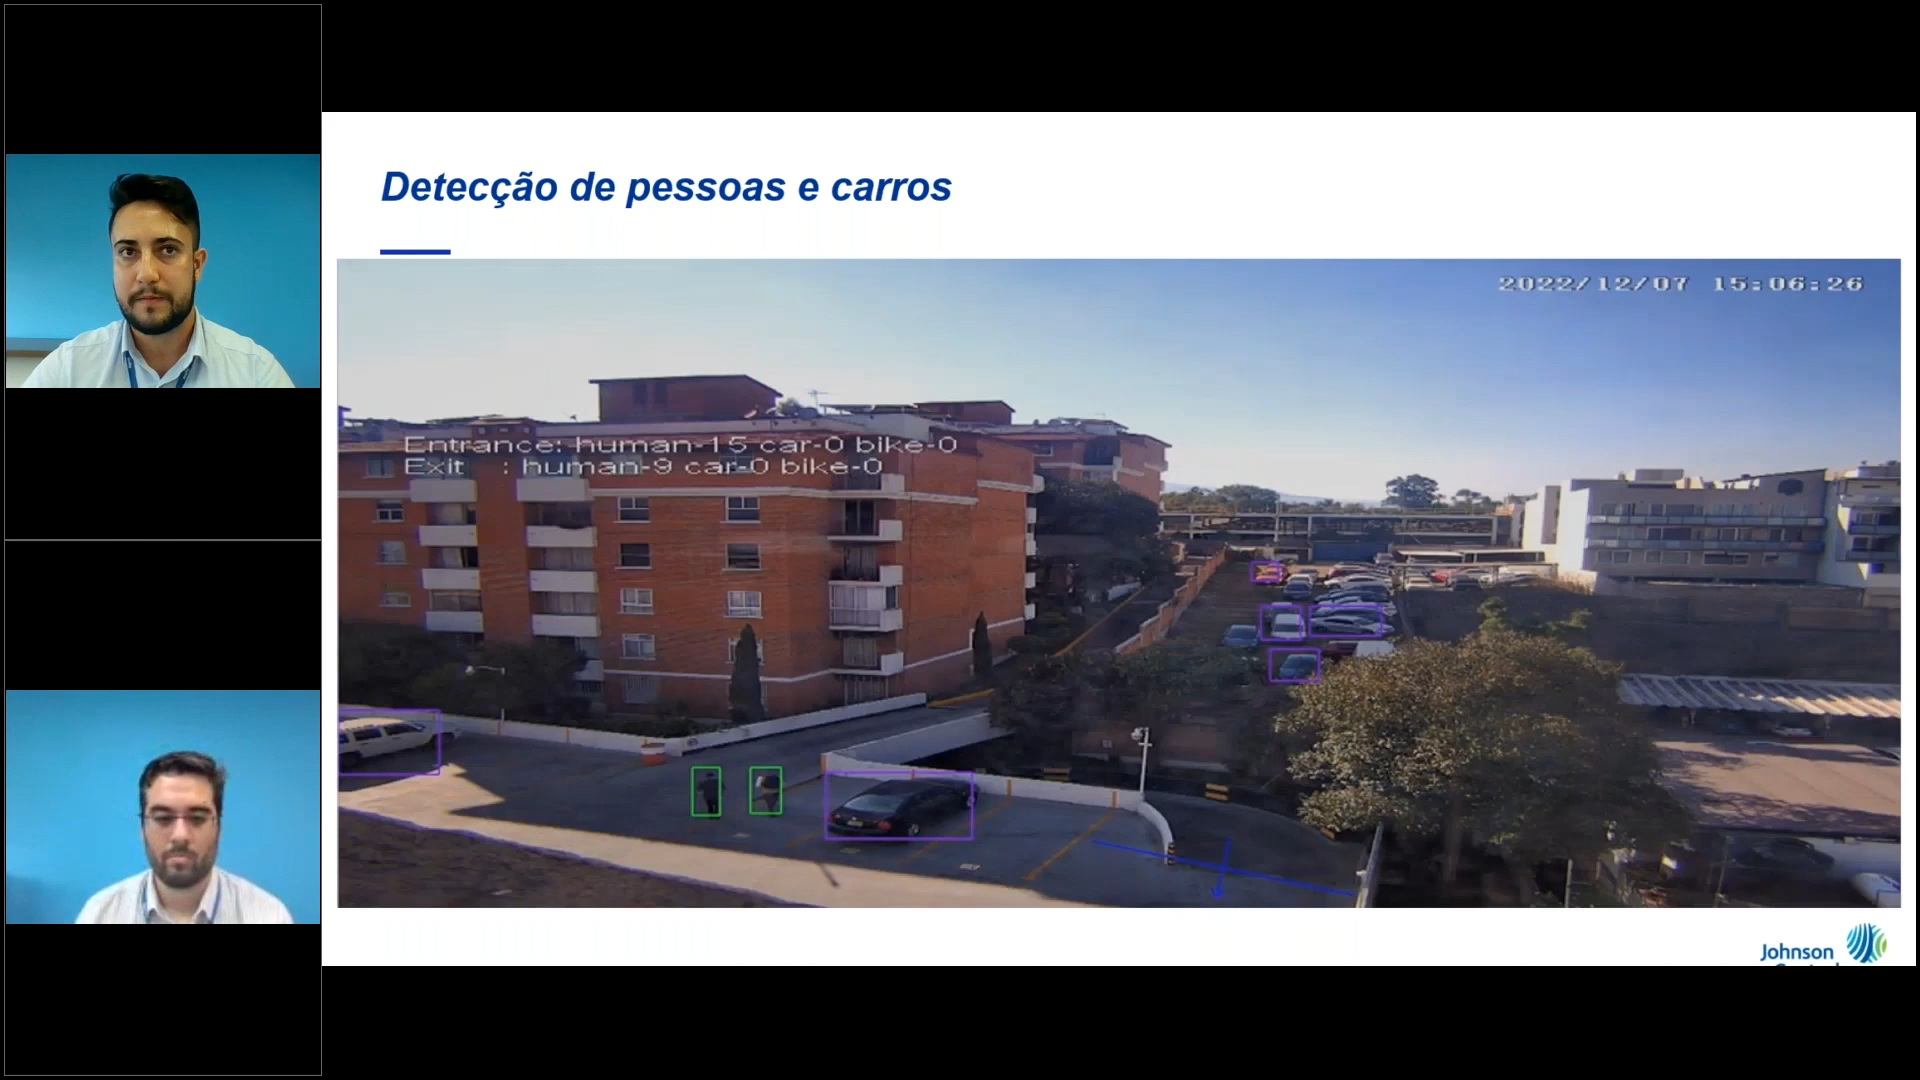 Detecção de pessoas e carros
2022/12/07 15:06:26
Entrance: human-15 car-0 bike-0
Exit : human-9 car-0 bike-0
Johnson